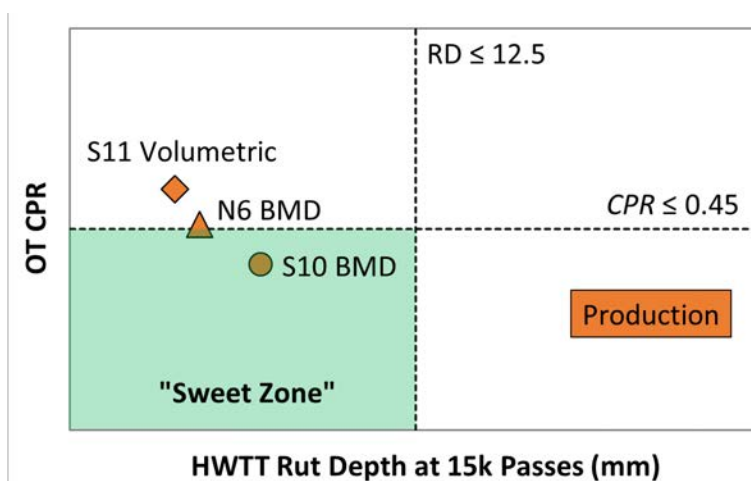 RD ≤ 12.5
S11 Volumetric
N6 BMD
CPR ≤ 0.45
OT CPR
S10 BMD
Production
"Sweet Zone"
HWTT Rut Depth at 15k Passes (mm)